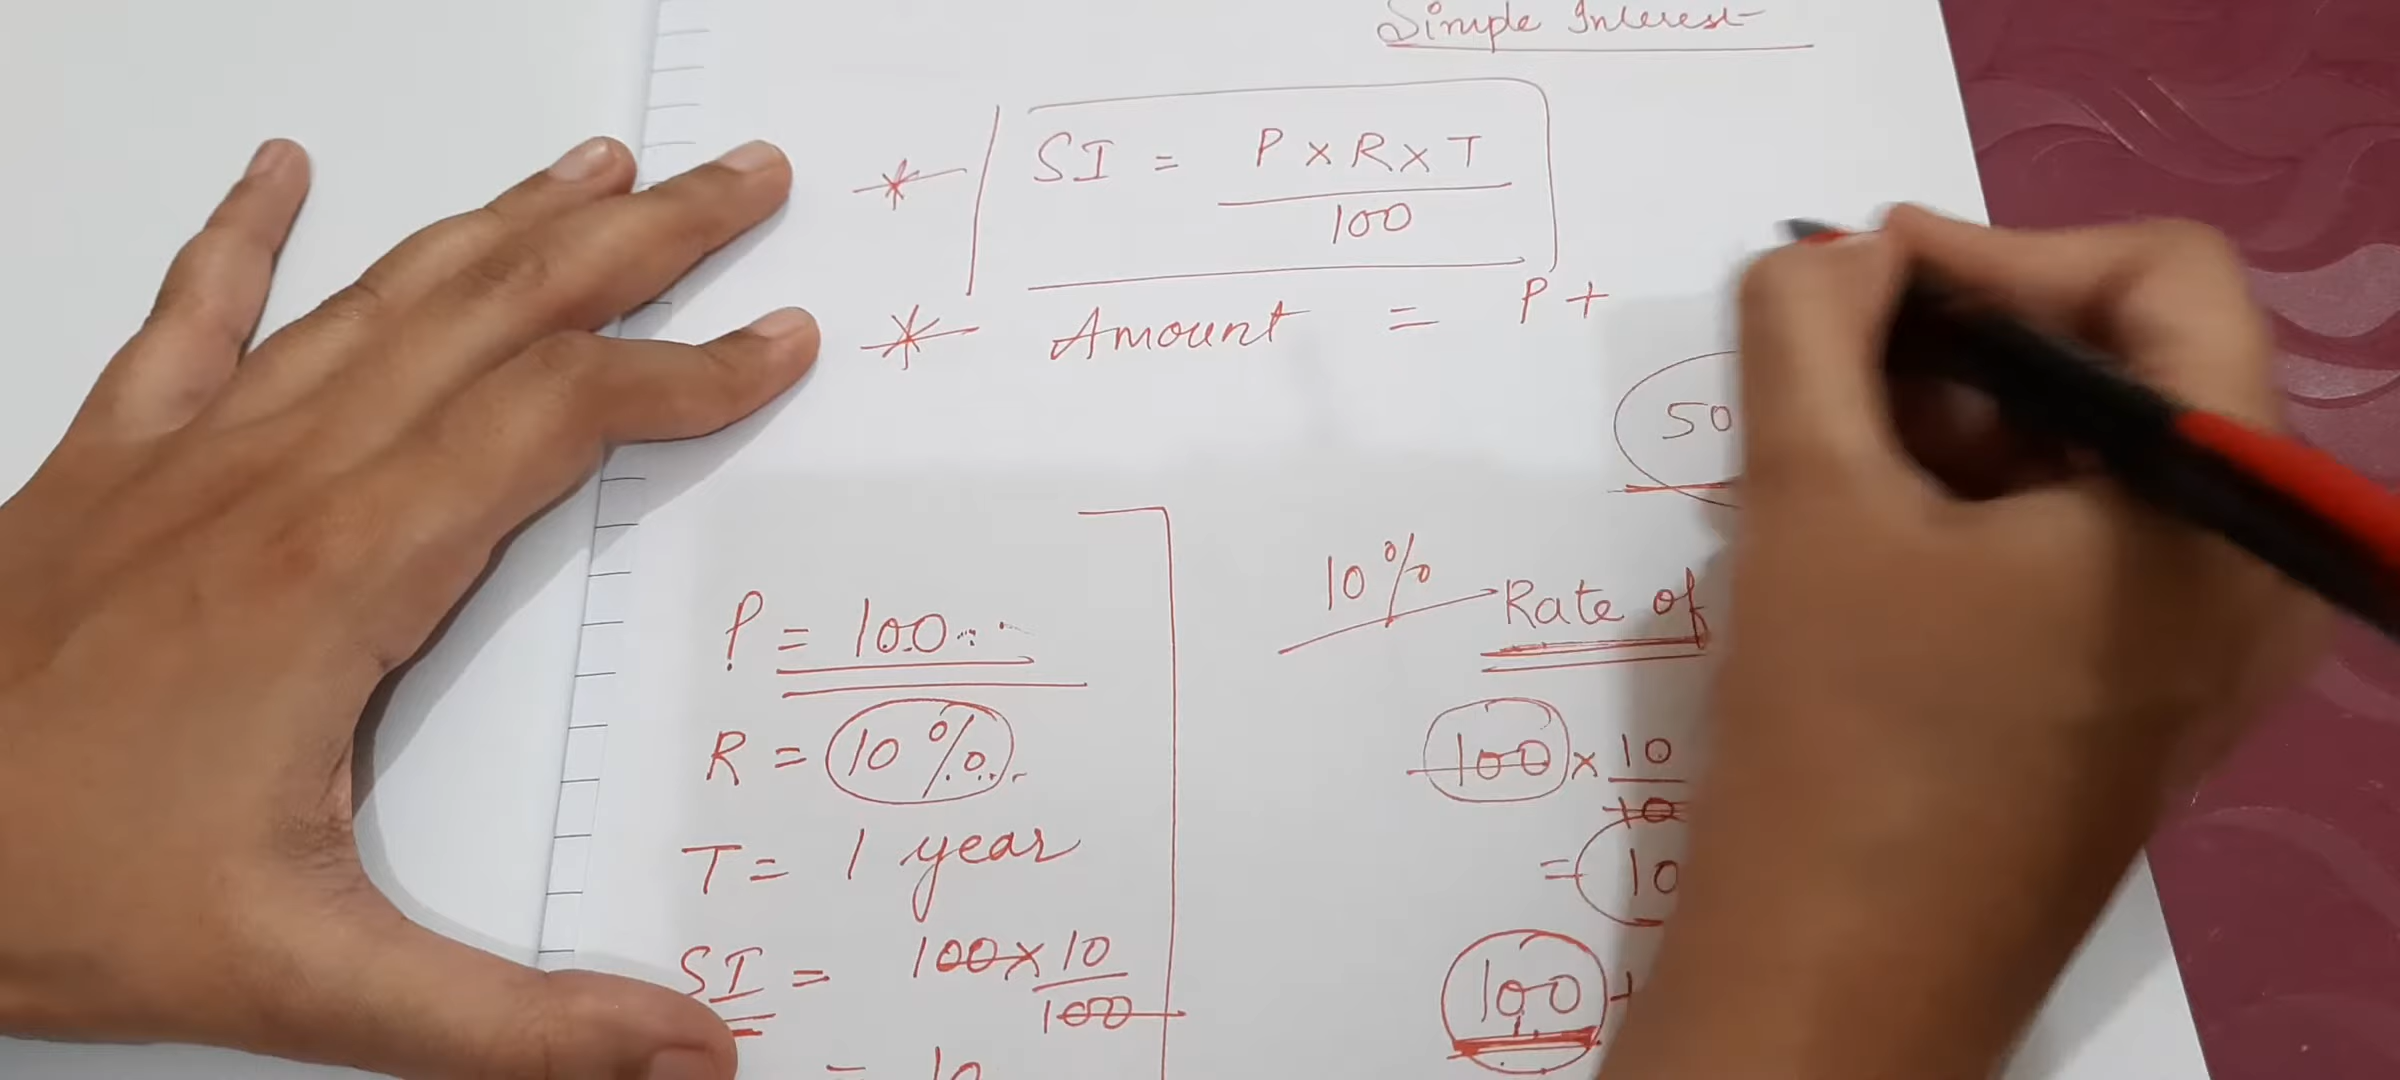 Simple Interest
* SI = P × R × T
100
* Amount = P +
50
10% Rate of
P = 100
R = 10%
T = 1 year
SI = 100 × 10
100
= 10
100 × 10
10
= 10
100 +